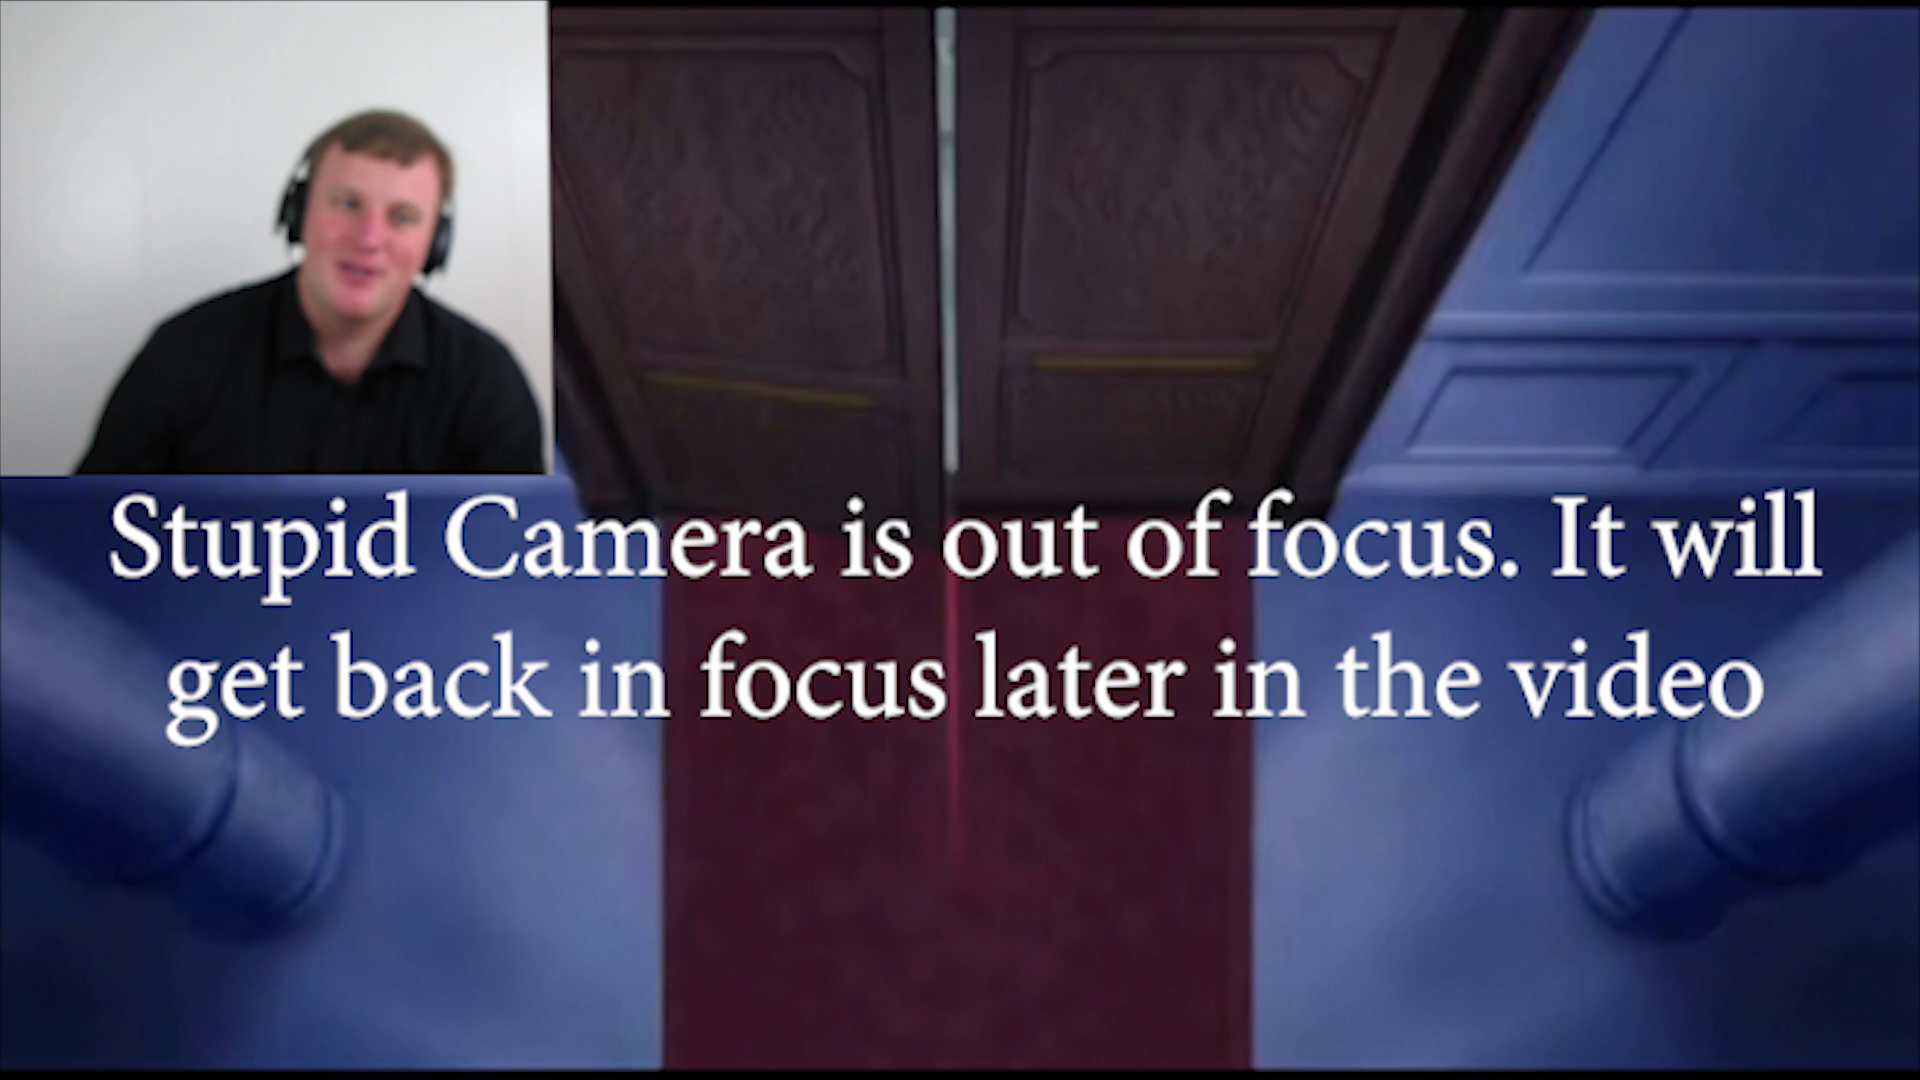 Stupid Camera is out of focus. It will
get back in focus later in the video